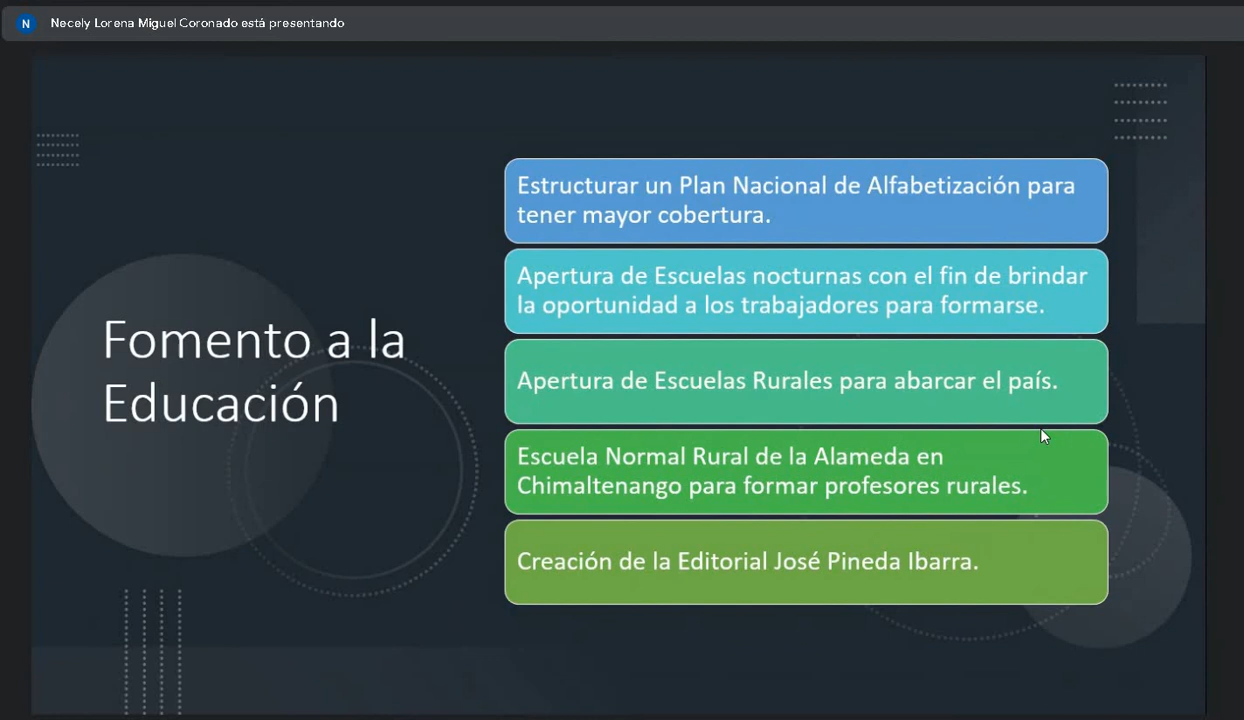 N
Necely Lorena Miguel Coronado está presentando
Fomento a la
Educación
Estructurar un Plan Nacional de Alfabetización para
tener mayor cobertura.
Apertura de Escuelas nocturnas con el fin de brindar
la oportunidad a los trabajadores para formarse.
Apertura de Escuelas Rurales para abarcar el país.
Escuela Normal Rural de la Alameda en
Chimaltenango para formar profesores rurales.
Creación de la Editorial José Pineda Ibarra.